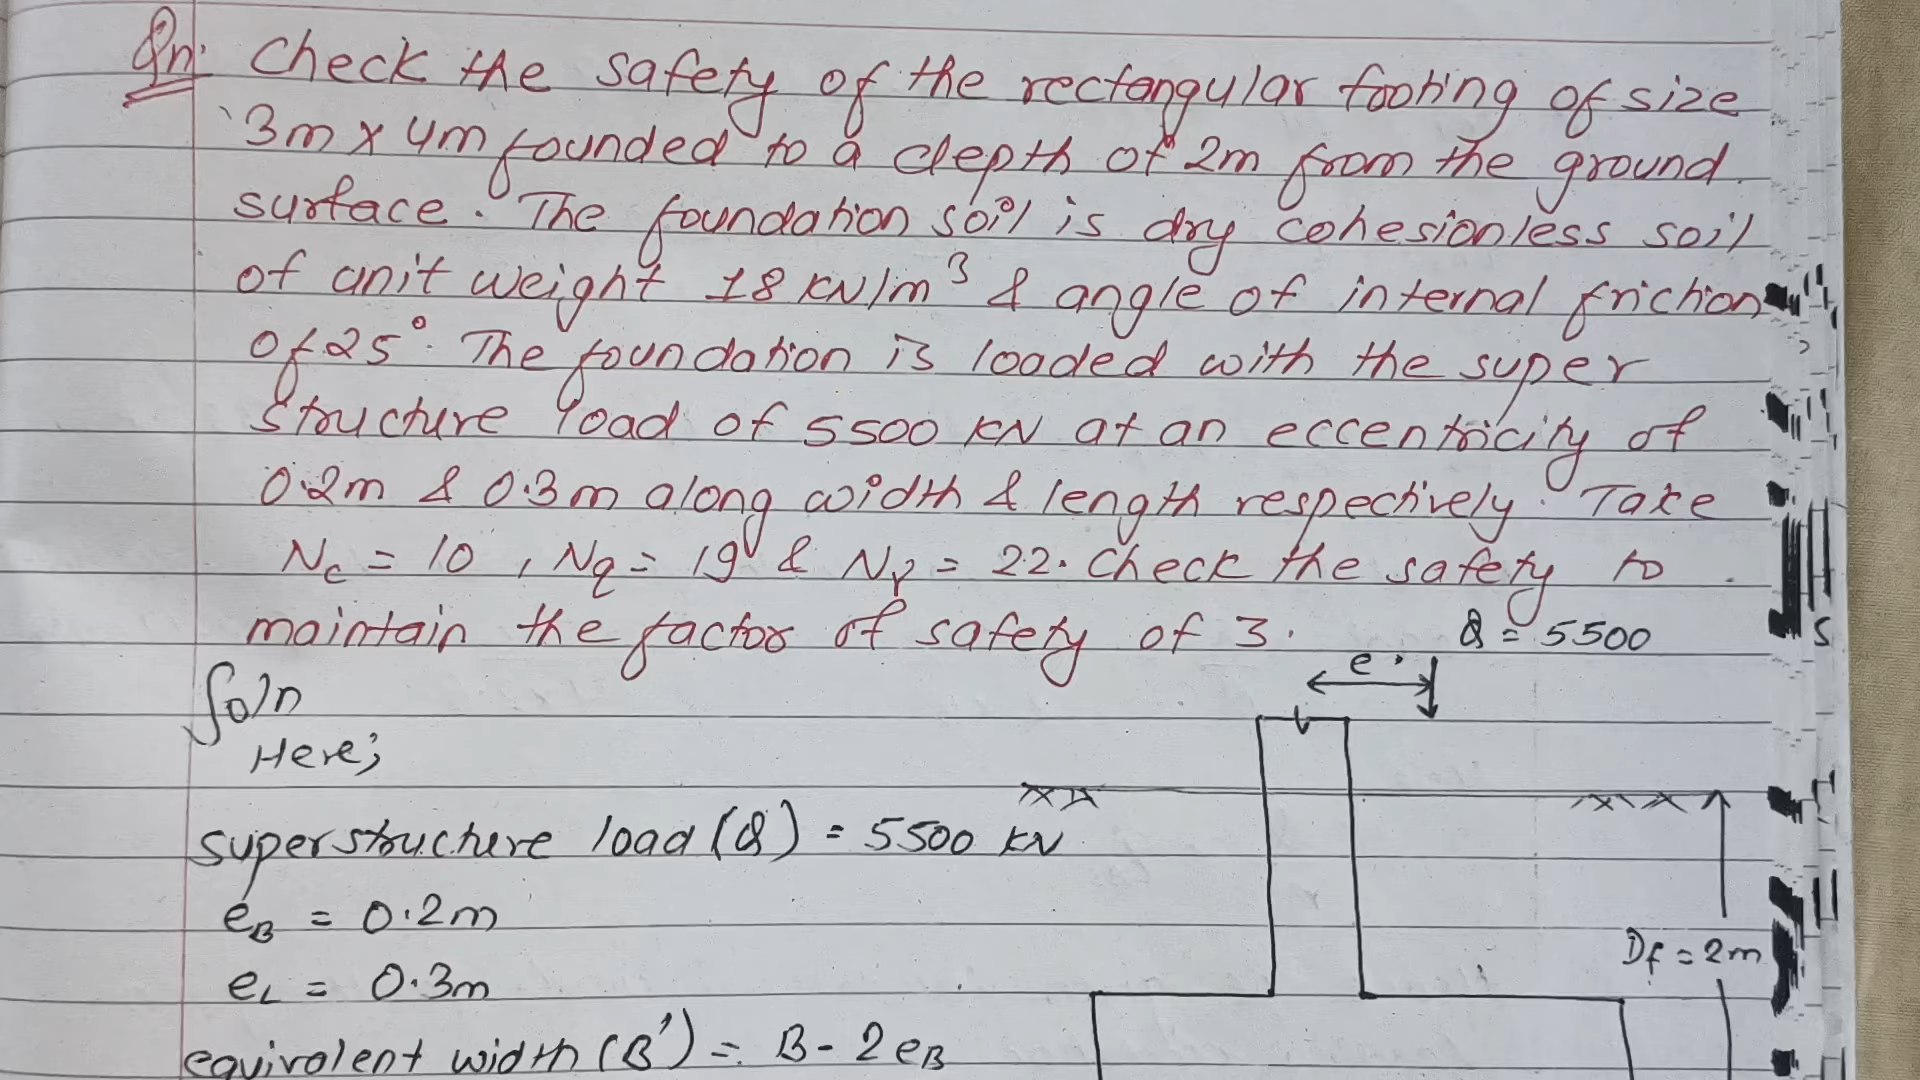 Qn. Check the safety of the rectangular footing of size
3m x 4m founded to a depth of 2m from the ground
surface. The foundation soil is dry cohesionless soil
of unit weight 18 KN/m³ & angle of internal friction
of 25°. The foundation is loaded with the super
structure load of 5500 KN at an eccentricity of
0.2m & 0.3m along width & length respectively. Take
Nc = 10, Nq = 19 & Nγ = 22. Check the safety to
maintain the factor of safety of 3.
Q = 5500
e
Soln
Here;
superstructure load (Q) = 5500 KN
eB = 0.2m
Df = 2m
eL = 0.3m
equivalent width (B') = B - 2eB